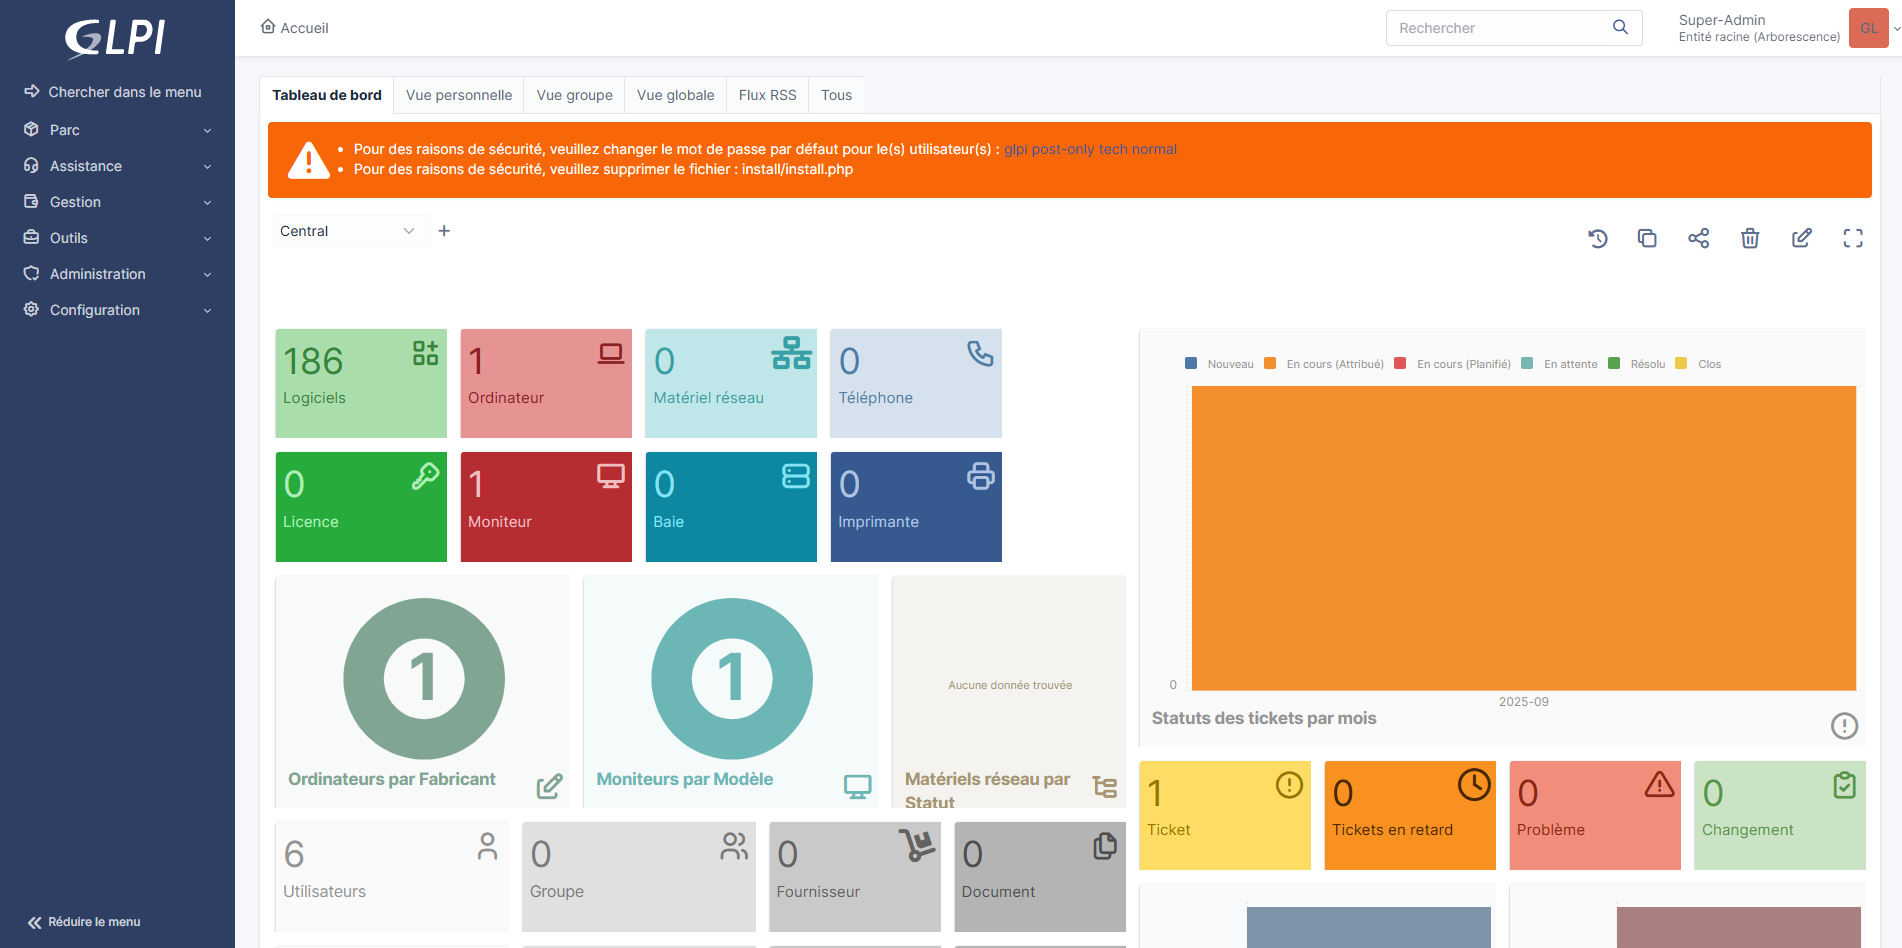 GLPI
Chercher dans le menu
Parc
Assistance
Gestion
Outils
Administration
Configuration
Réduire le menu
Accueil
Rechercher
Super-Admin
Entité racine (Arborescence)
GL
Tableau de bord
Vue personnelle
Vue groupe
Vue globale
Flux RSS
Tous
• Pour des raisons de sécurité, veuillez changer le mot de passe par défaut pour le(s) utilisateur(s) : glpi post-only tech normal
• Pour des raisons de sécurité, veuillez supprimer le fichier : install/install.php
Central
186
Logiciels
1
Ordinateur
0
Matériel réseau
0
Téléphone
0
Licence
1
Moniteur
0
Baie
0
Imprimante
1
Ordinateurs par Fabricant
1
Moniteurs par Modèle
Aucune donnée trouvée
Matériels réseau par
Statut
6
Utilisateurs
0
Groupe
0
Fournisseur
0
Document
Nouveau
En cours (Attribué)
En cours (Planifié)
En attente
Résolu
Clos
0
2025-09
Statuts des tickets par mois
1
Ticket
0
Tickets en retard
0
Problème
0
Changement